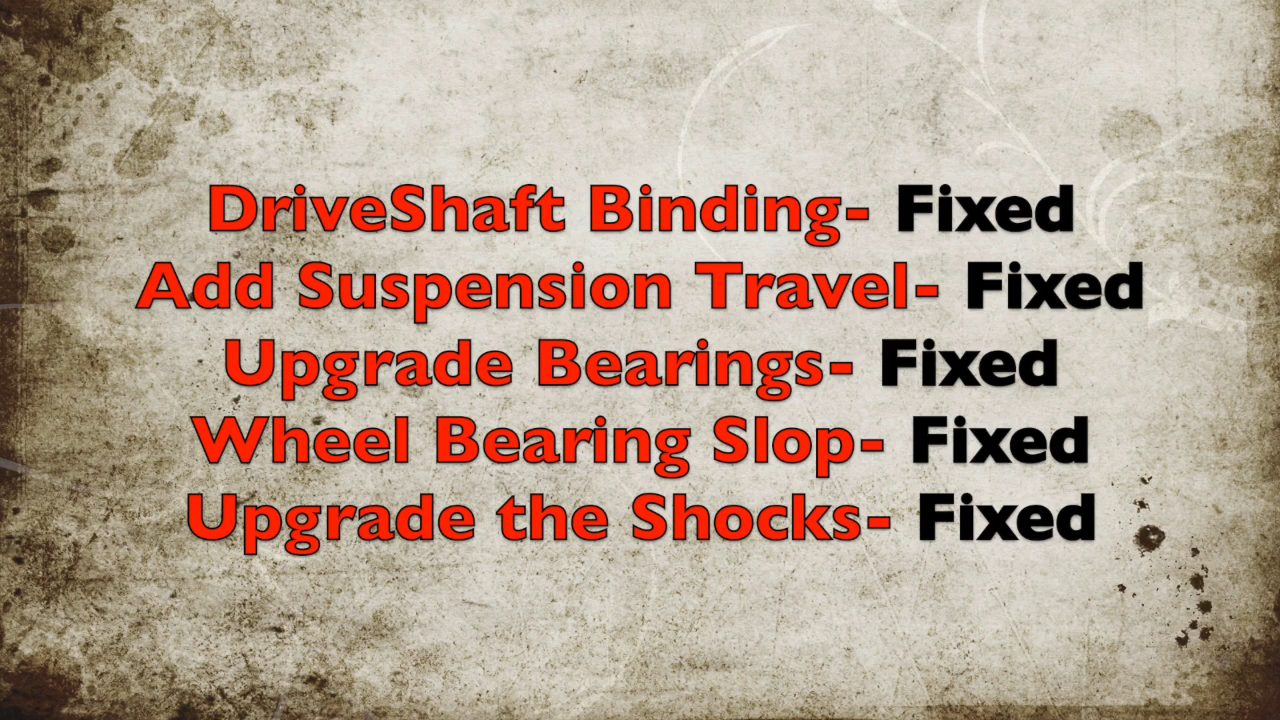 DriveShaft Binding- Fixed
Add Suspension Travel- Fixed
Upgrade Bearings- Fixed
Wheel Bearing Slop- Fixed
Upgrade the Shocks- Fixed